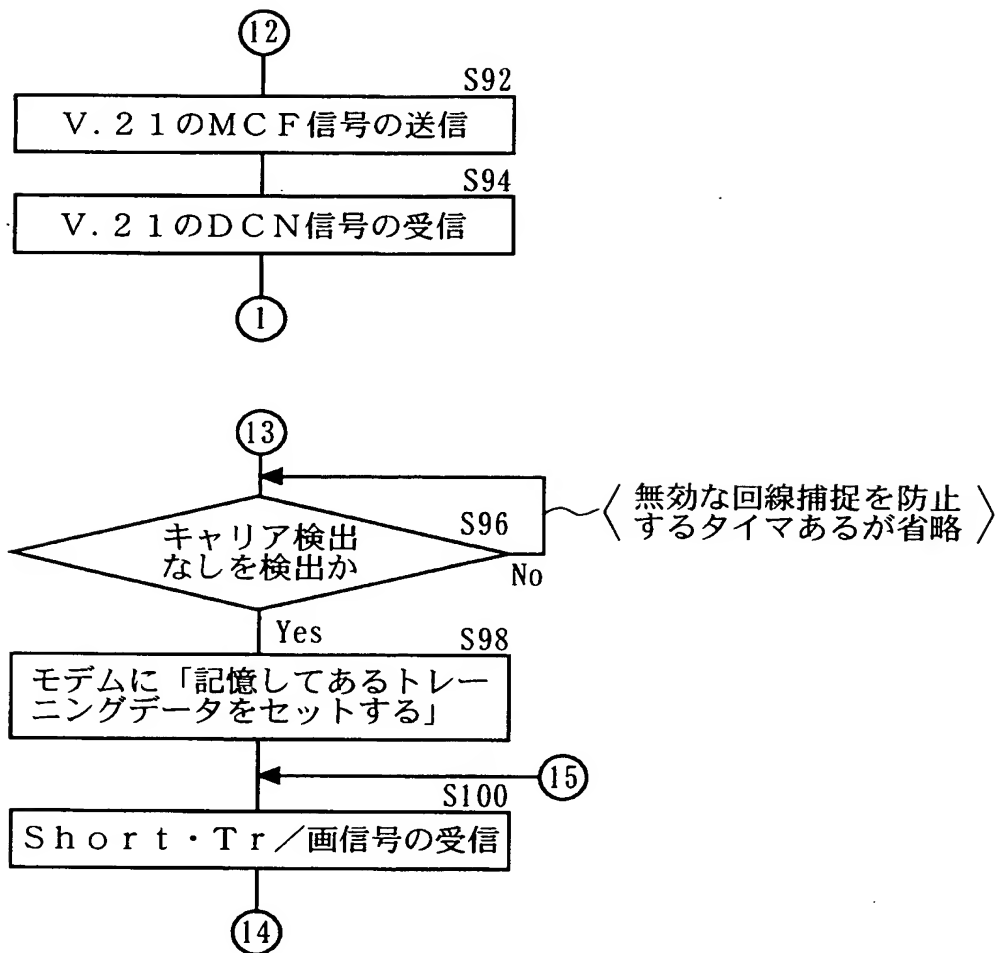 12
S92
V.21のMCF信号の送信
S94
V.21のDCN信号の受信
1
13
キャリア検出
なしを検出か
S96
No
無効な回線捕捉を防止
するタイマあるが省略
Yes
S98
モデムに「記憶してあるトレー
ニングデータをセットする」
15
S100
Short・Tr/画信号の受信
14